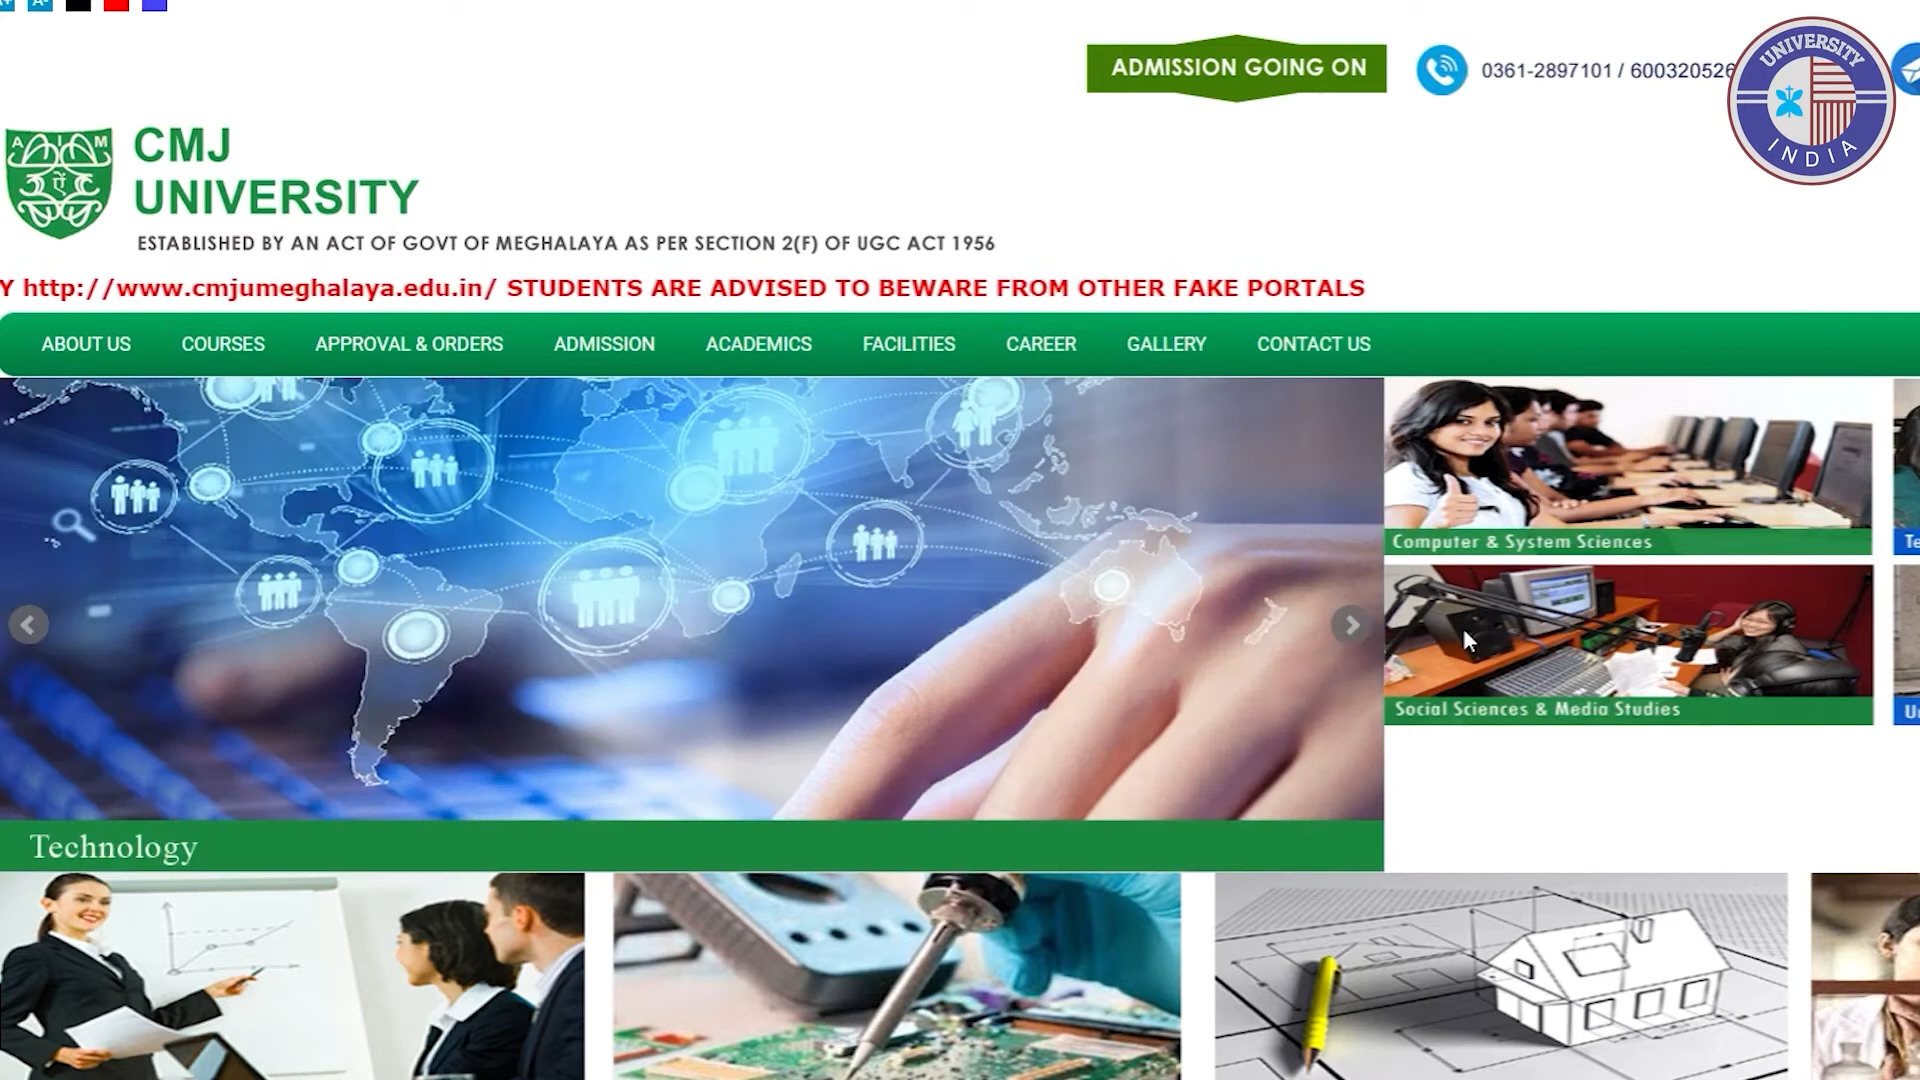 A+ A-
ADMISSION GOING ON
0361-2897101 / 600320526
UNIVERSITY
INDIA
A I M
CMJ
UNIVERSITY
ESTABLISHED BY AN ACT OF GOVT OF MEGHALAYA AS PER SECTION 2(F) OF UGC ACT 1956
Y http://www.cmjumeghalaya.edu.in/ STUDENTS ARE ADVISED TO BEWARE FROM OTHER FAKE PORTALS
ABOUT US COURSES APPROVAL & ORDERS ADMISSION ACADEMICS FACILITIES CAREER GALLERY CONTACT US
Computer & System Sciences
Te
Social Sciences & Media Studies
U
Technology